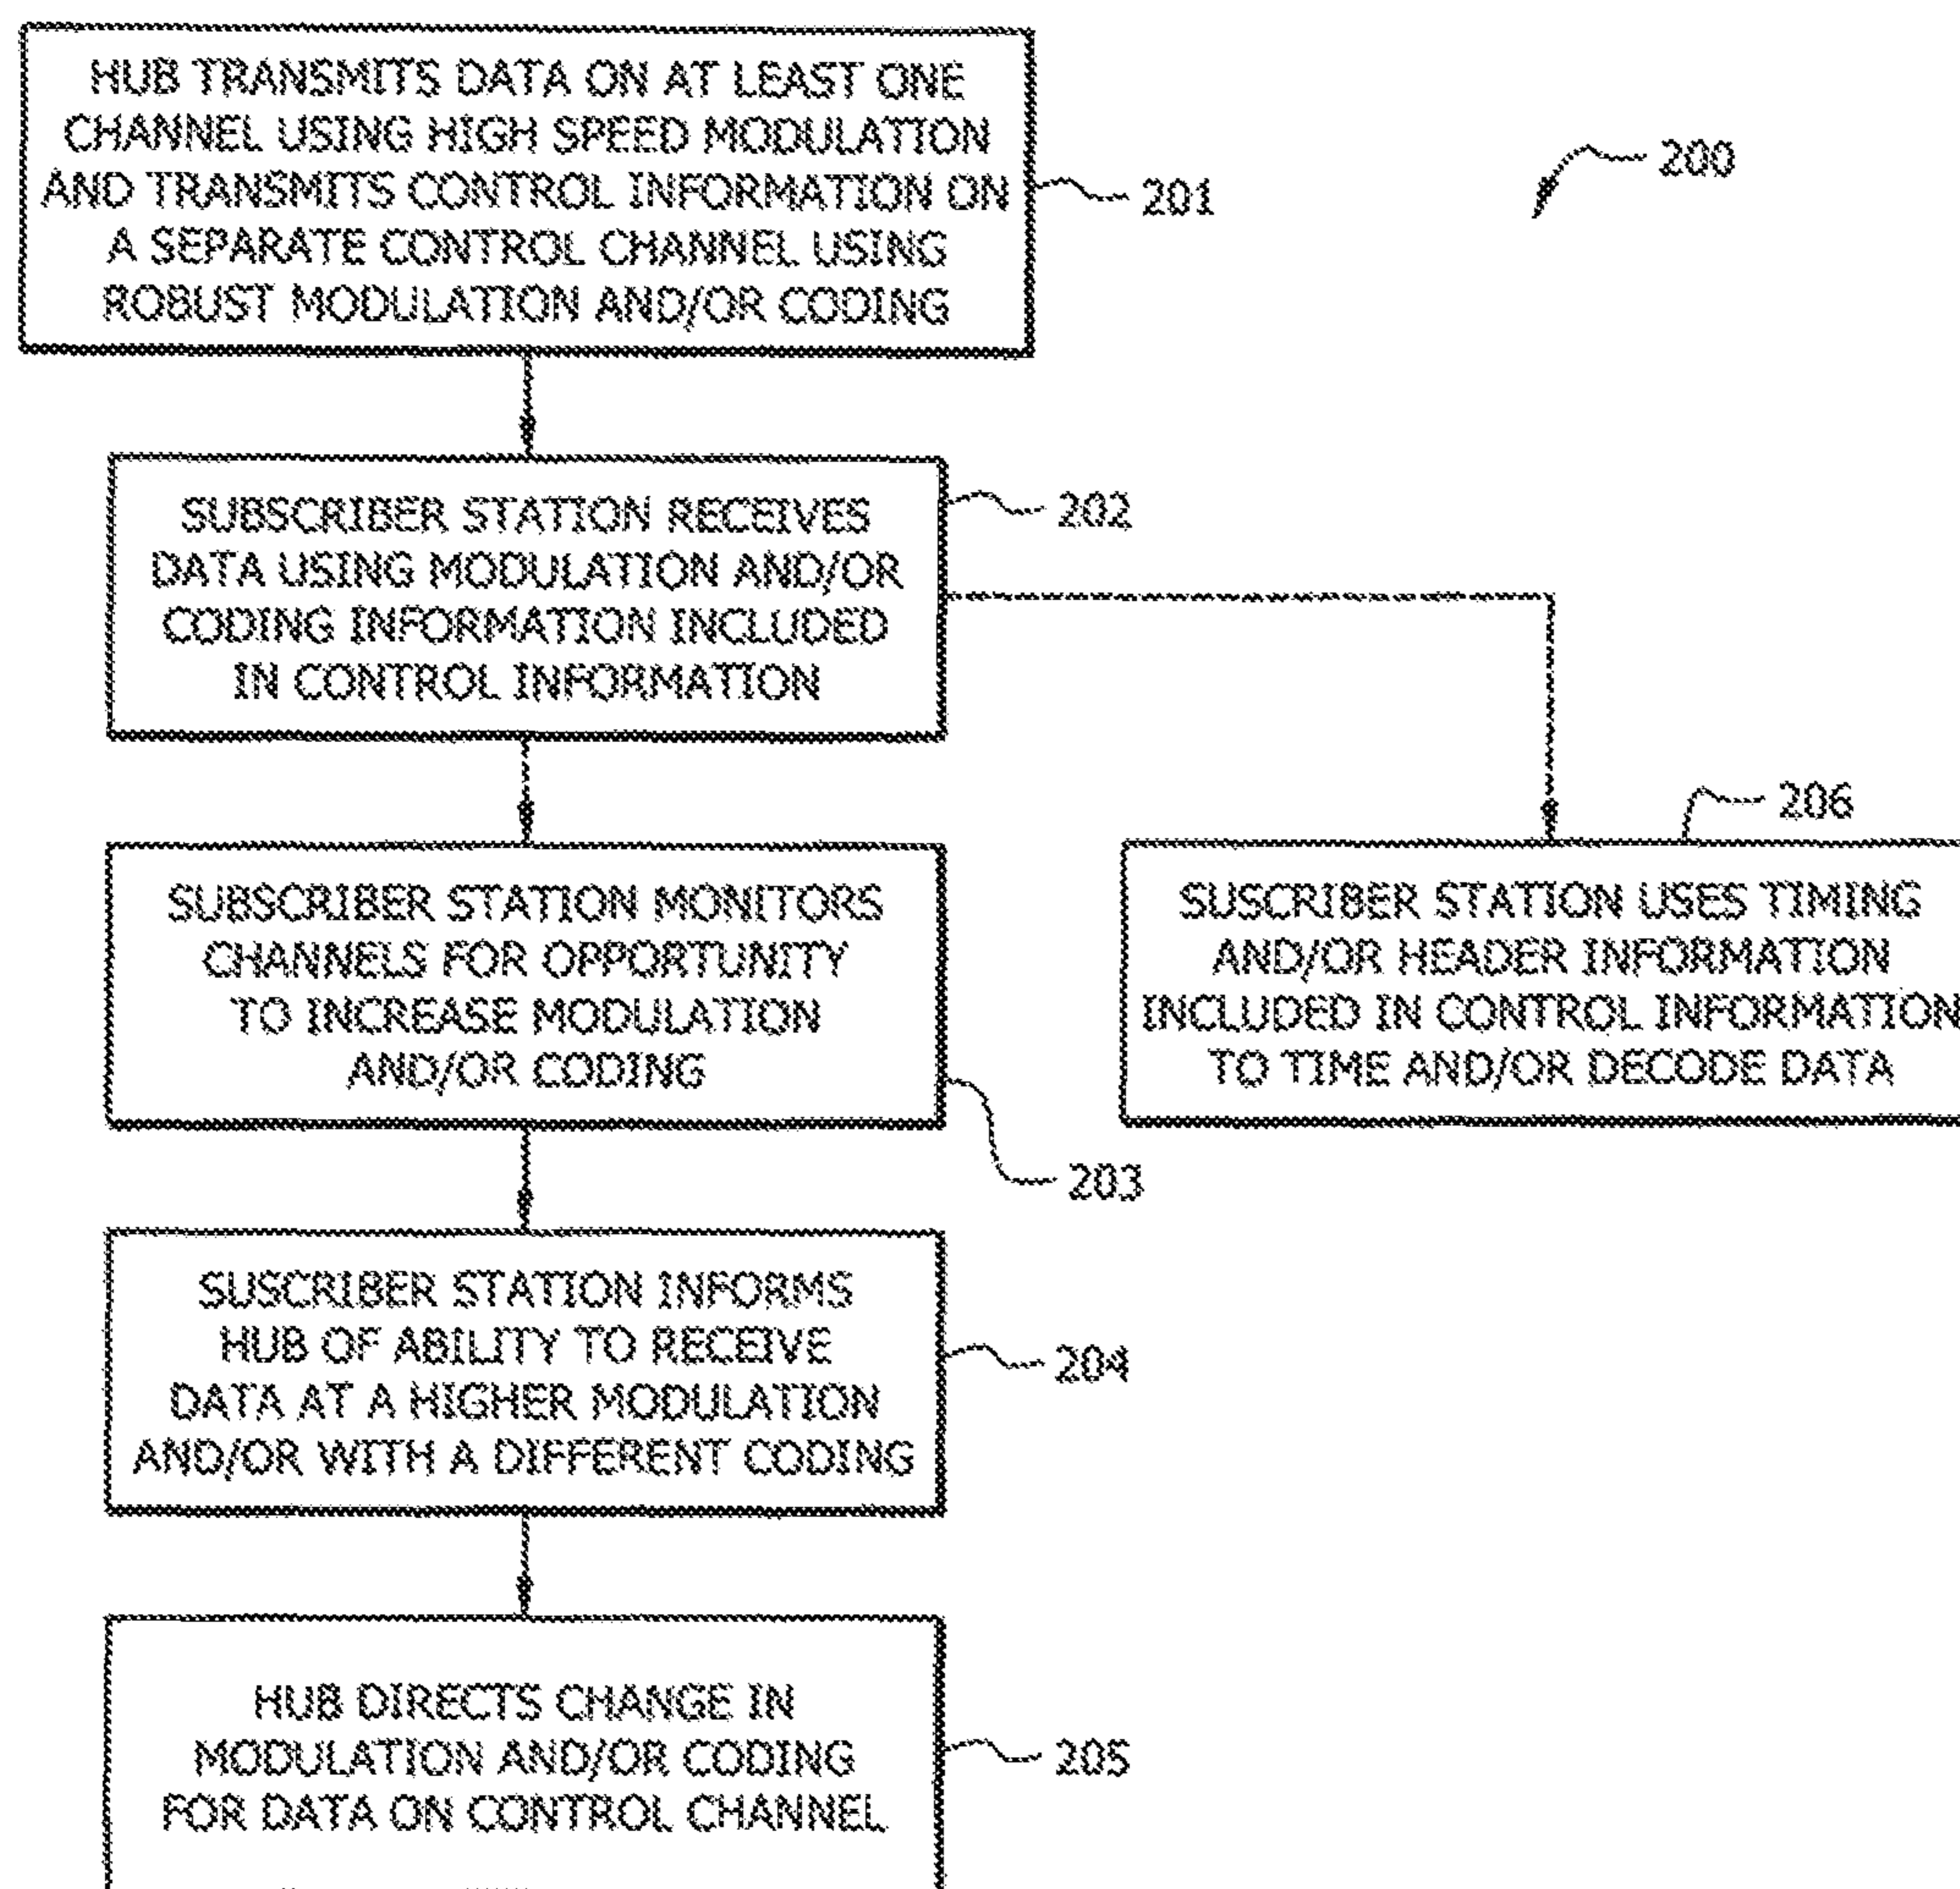 HUB TRANSMITS DATA ON AT LEAST ONE
CHANNEL USING HIGH SPEED MODULATION
AND TRANSMITS CONTROL INFORMATION ON
A SEPARATE CONTROL CHANNEL USING
ROBUST MODULATION AND/OR CODING
201
200
SUBSCRIBER STATION RECEIVES
DATA USING MODULATION AND/OR
CODING INFORMATION INCLUDED
IN CONTROL INFORMATION
202
SUBSCRIBER STATION MONITORS
CHANNELS FOR OPPORTUNITY
TO INCREASE MODULATION
AND/OR CODING
203
206
SUSCRIBER STATION USES TIMING
AND/OR HEADER INFORMATION
INCLUDED IN CONTROL INFORMATION
TO TIME AND/OR DECODE DATA
SUSCRIBER STATION INFORMS
HUB OF ABILITY TO RECEIVE
DATA AT A HIGHER MODULATION
AND/OR WITH A DIFFERENT CODING
204
HUB DIRECTS CHANGE IN
MODULATION AND/OR CODING
FOR DATA ON CONTROL CHANNEL
205